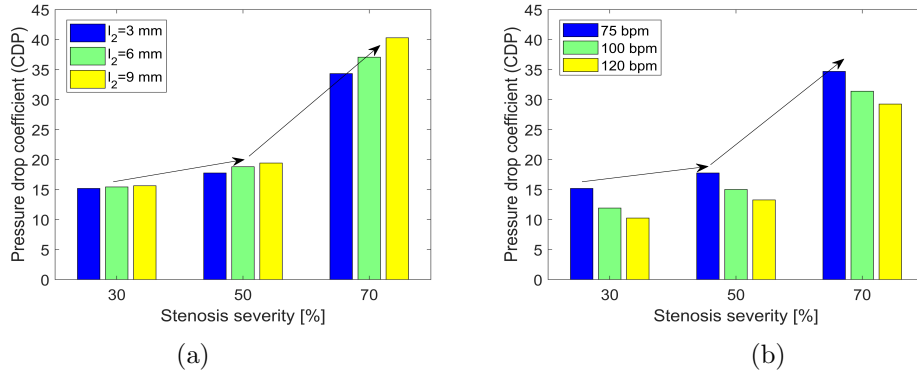 Pressure drop coefficient (CDP)
45
40
35
30
25
20
15
10
5
0
l2=3 mm
l2=6 mm
l2=9 mm
30 50 70
Stenosis severity [%]
(a)
Pressure drop coefficient (CDP)
45
40
35
30
25
20
15
10
5
0
75 bpm
100 bpm
120 bpm
30 50 70
Stenosis severity [%]
(b)